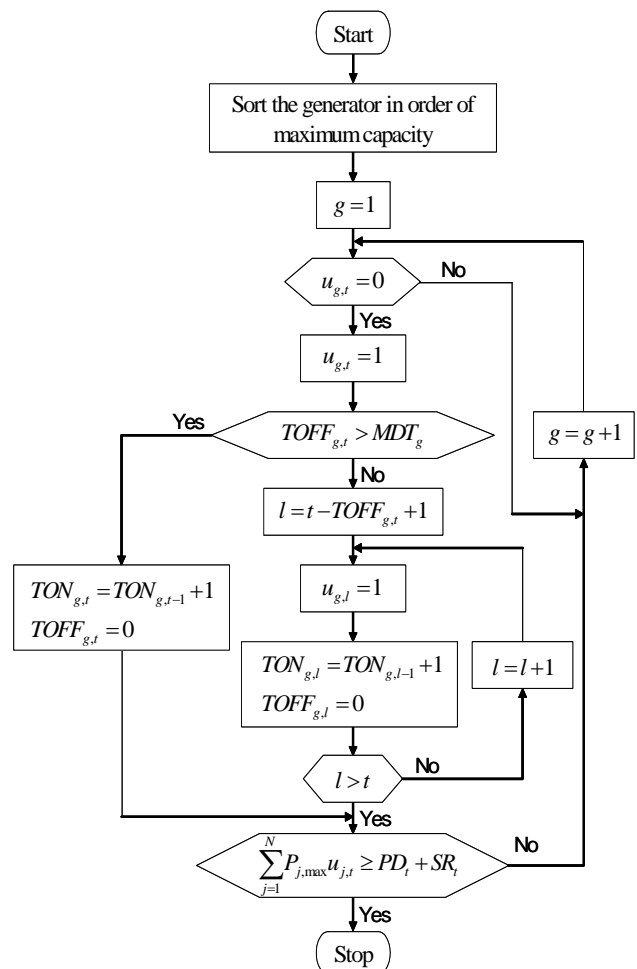 Start
Sort the generator in order of
maximum capacity
g = 1
u_{g,t} = 0
No
Yes
u_{g,t} = 1
Yes
TOFF_{g,t} > MDT_g
g = g + 1
No
l = t − TOFF_{g,t} + 1
TON_{g,t} = TON_{g,t−1} + 1
TOFF_{g,t} = 0
u_{g,l} = 1
TON_{g,l} = TON_{g,l−1} + 1
TOFF_{g,l} = 0
l = l + 1
l > t
No
Yes
\sum_{j=1}^{N} P_{j,max} u_{j,t} ≥ PD_t + SR_t
No
Yes
Stop